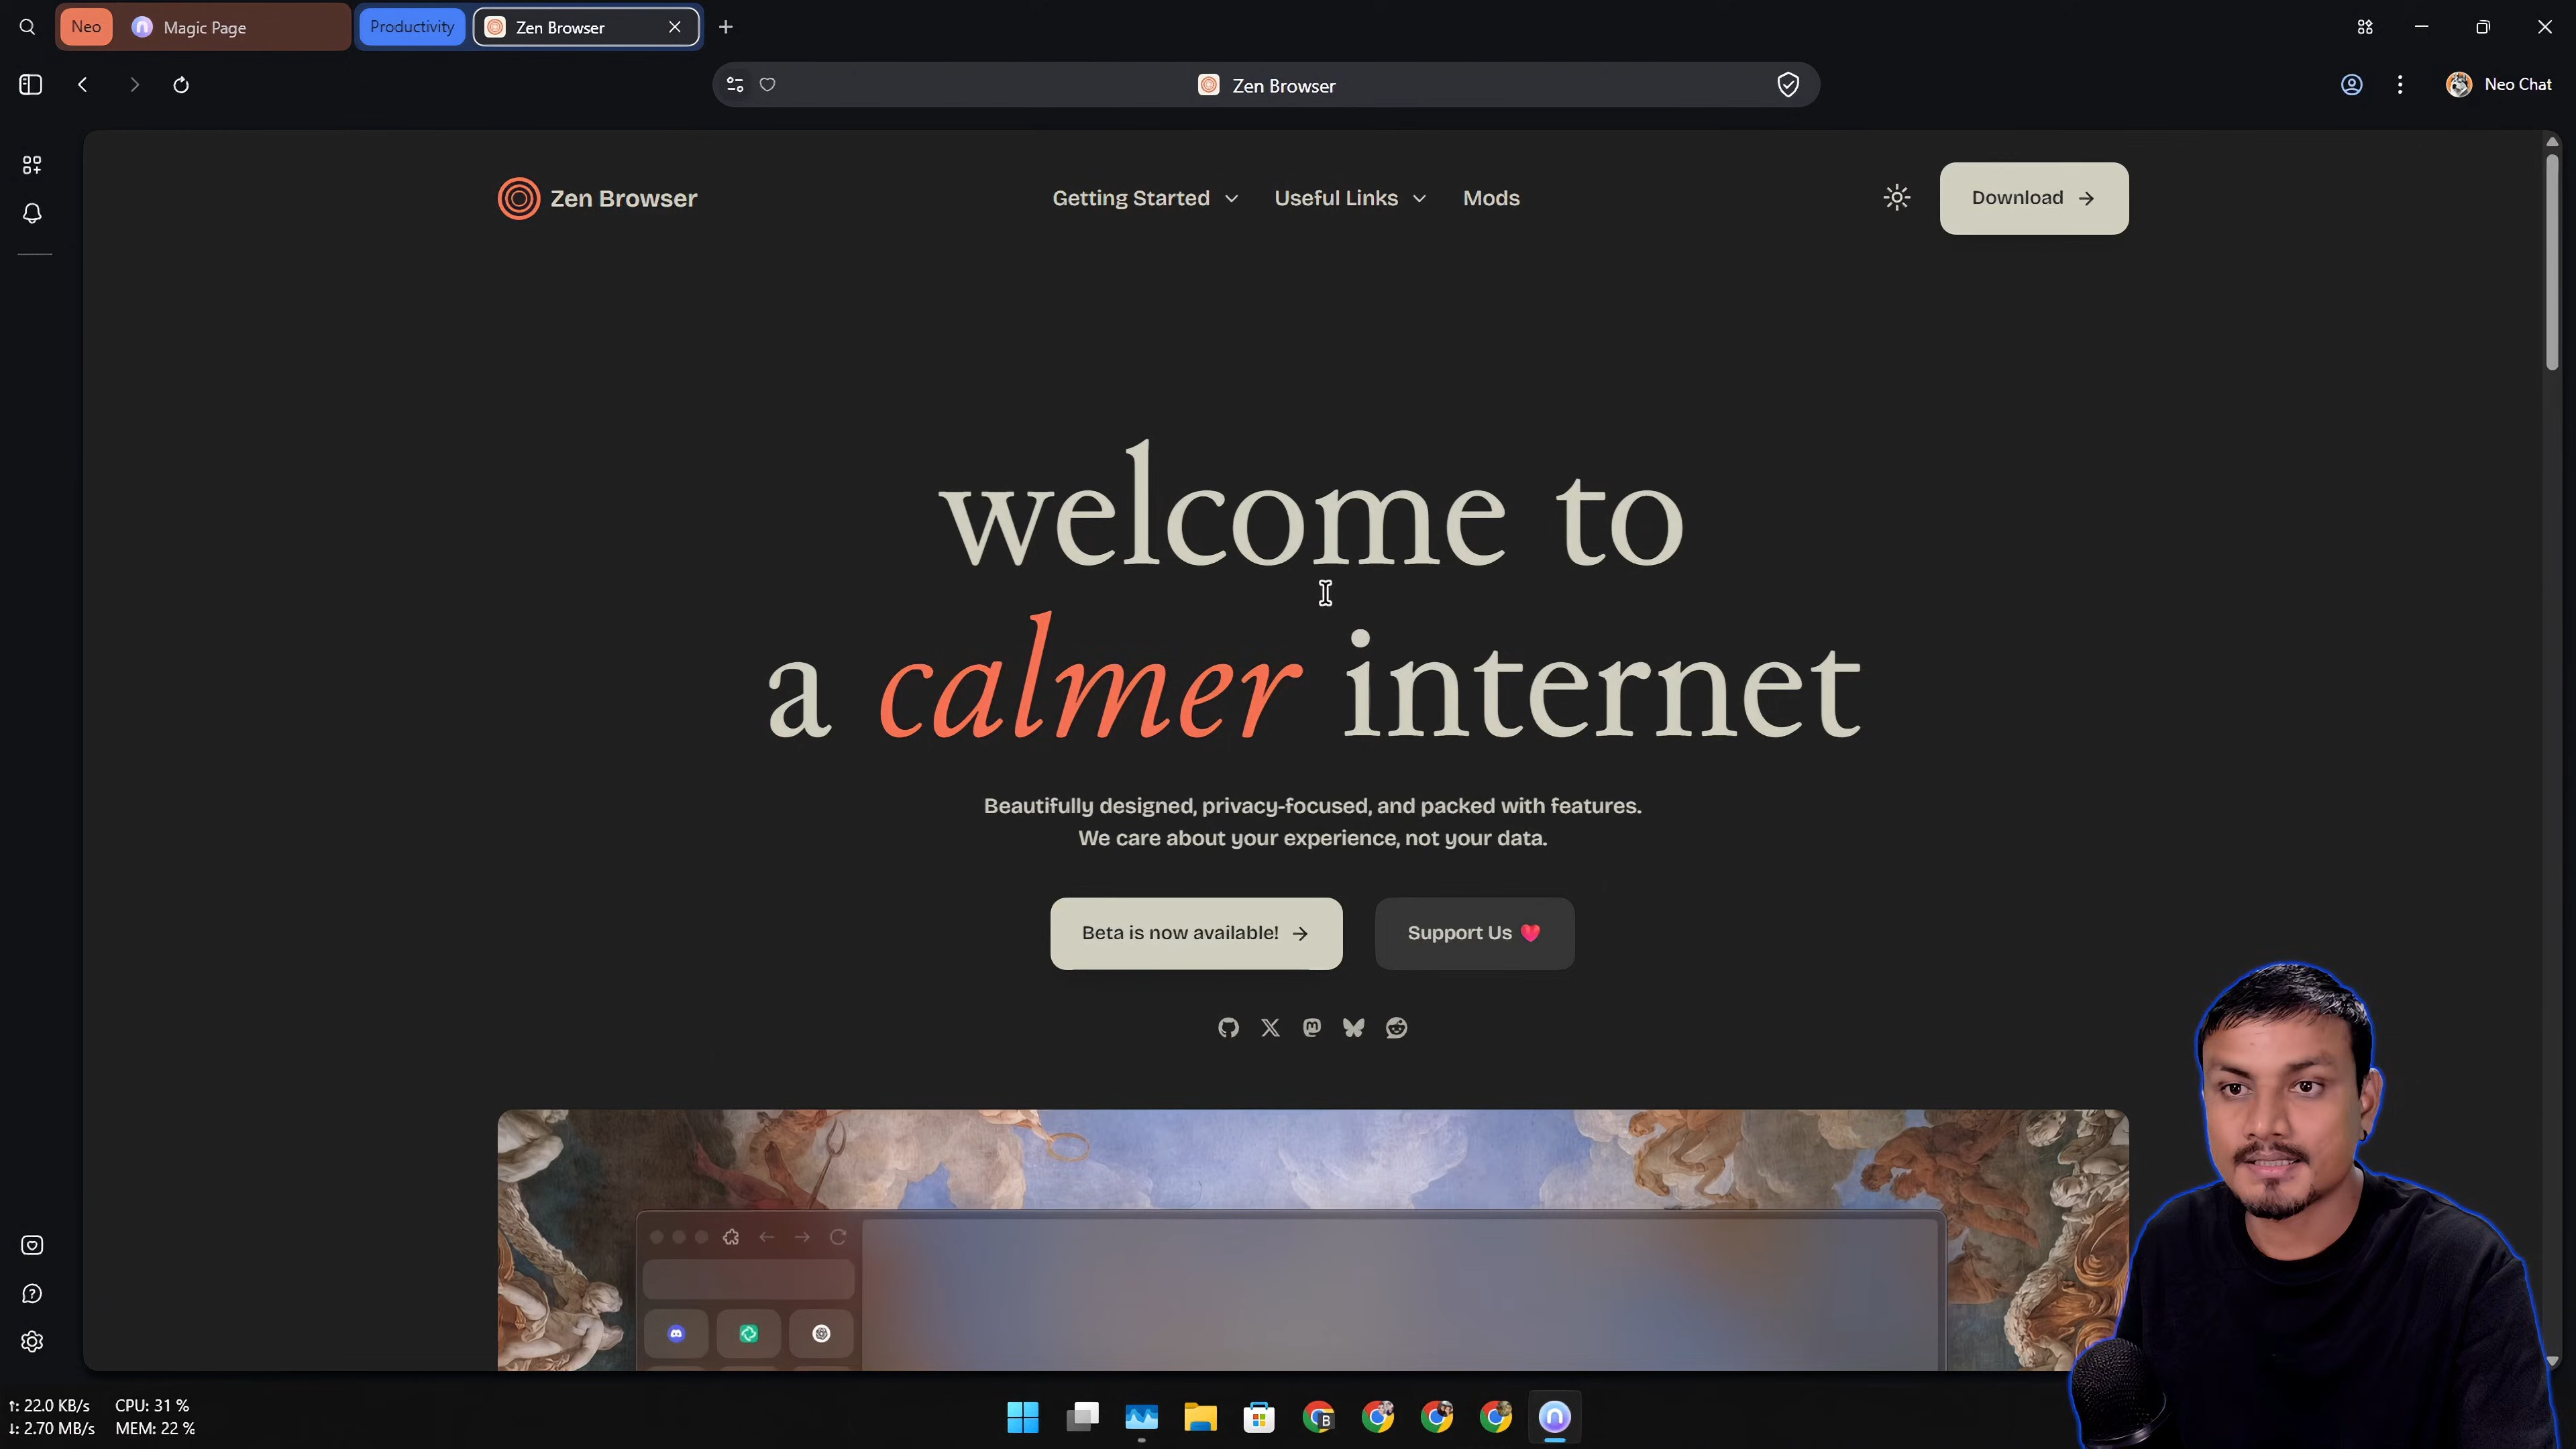 Neo
Magic Page
Productivity
Zen Browser
Zen Browser
Neo Chat
Zen Browser
Getting Started
Useful Links
Mods
Download →
welcome to
a calmer internet
Beautifully designed, privacy-focused, and packed with features.
We care about your experience, not your data.
Beta is now available! →
Support Us ❤
↑: 22.0 KB/s CPU: 31 %
↓: 2.70 MB/s MEM: 22 %
B